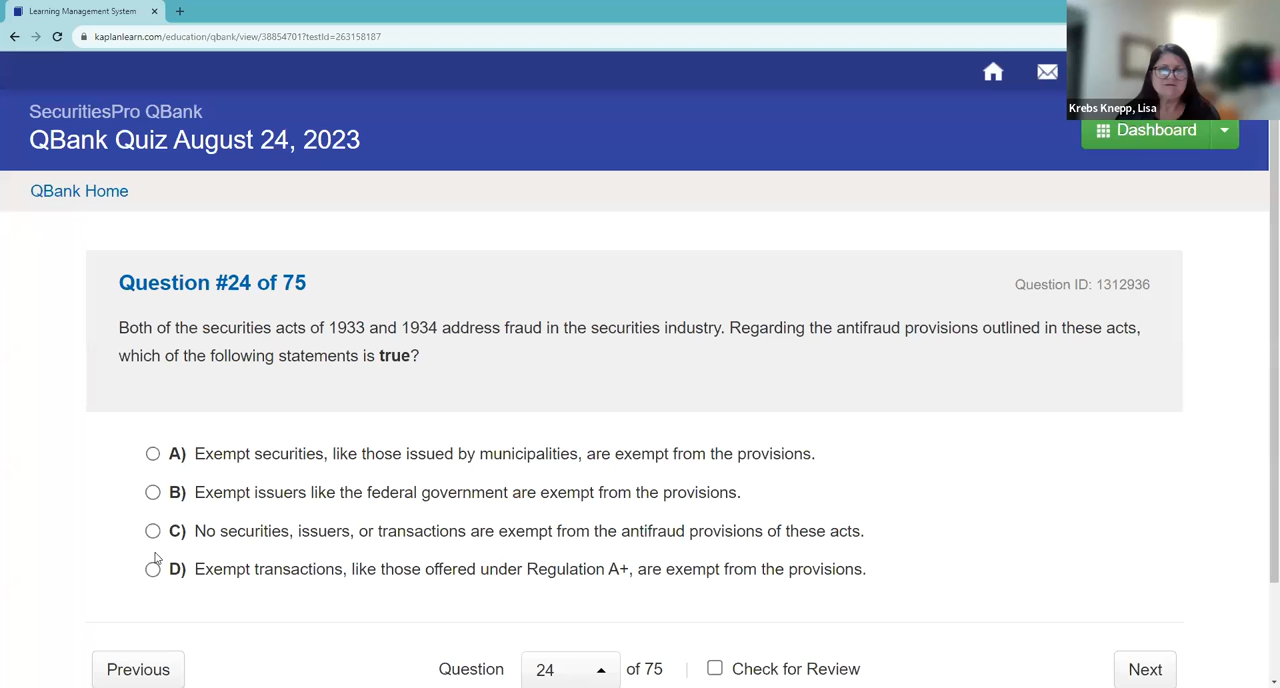 Learning Management System
kaplanlearn.com/education/qbank/view/38854701?testId=263158187
Krebs Knepp, Lisa
SecuritiesPro QBank
QBank Quiz August 24, 2023
Dashboard
QBank Home
Question #24 of 75
Question ID: 1312936
Both of the securities acts of 1933 and 1934 address fraud in the securities industry. Regarding the antifraud provisions outlined in these acts,
which of the following statements is true?
A) Exempt securities, like those issued by municipalities, are exempt from the provisions.
B) Exempt issuers like the federal government are exempt from the provisions.
C) No securities, issuers, or transactions are exempt from the antifraud provisions of these acts.
D) Exempt transactions, like those offered under Regulation A+, are exempt from the provisions.
Previous
Question 24 of 75 | Check for Review
Next